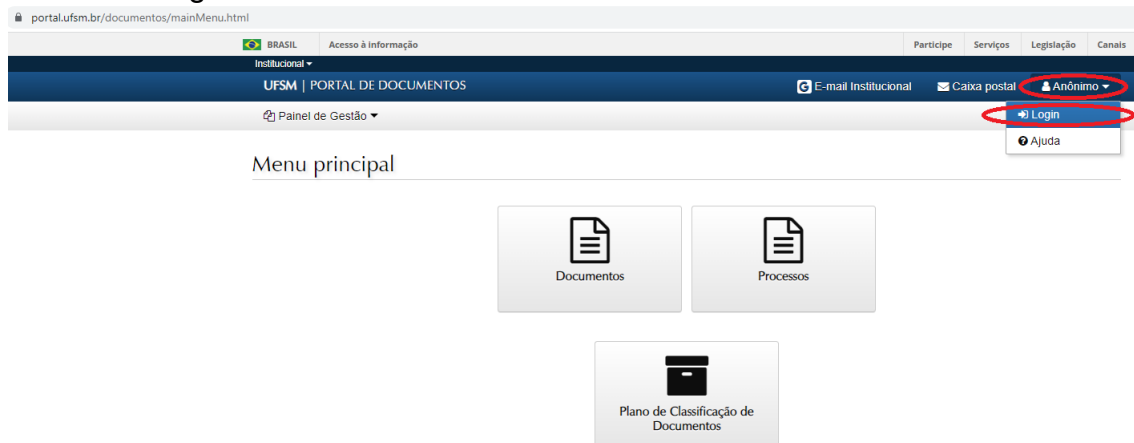 portal.ufsm.br/documentos/mainMenu.html
BRASIL Acesso à informação Participe Serviços Legislação Canais
Institucional
UFSM | PORTAL DE DOCUMENTOS E-mail Institucional Caixa postal Anônimo
Painel de Gestão Login
Ajuda
Menu principal
Documentos Processos
Plano de Classificação de
Documentos